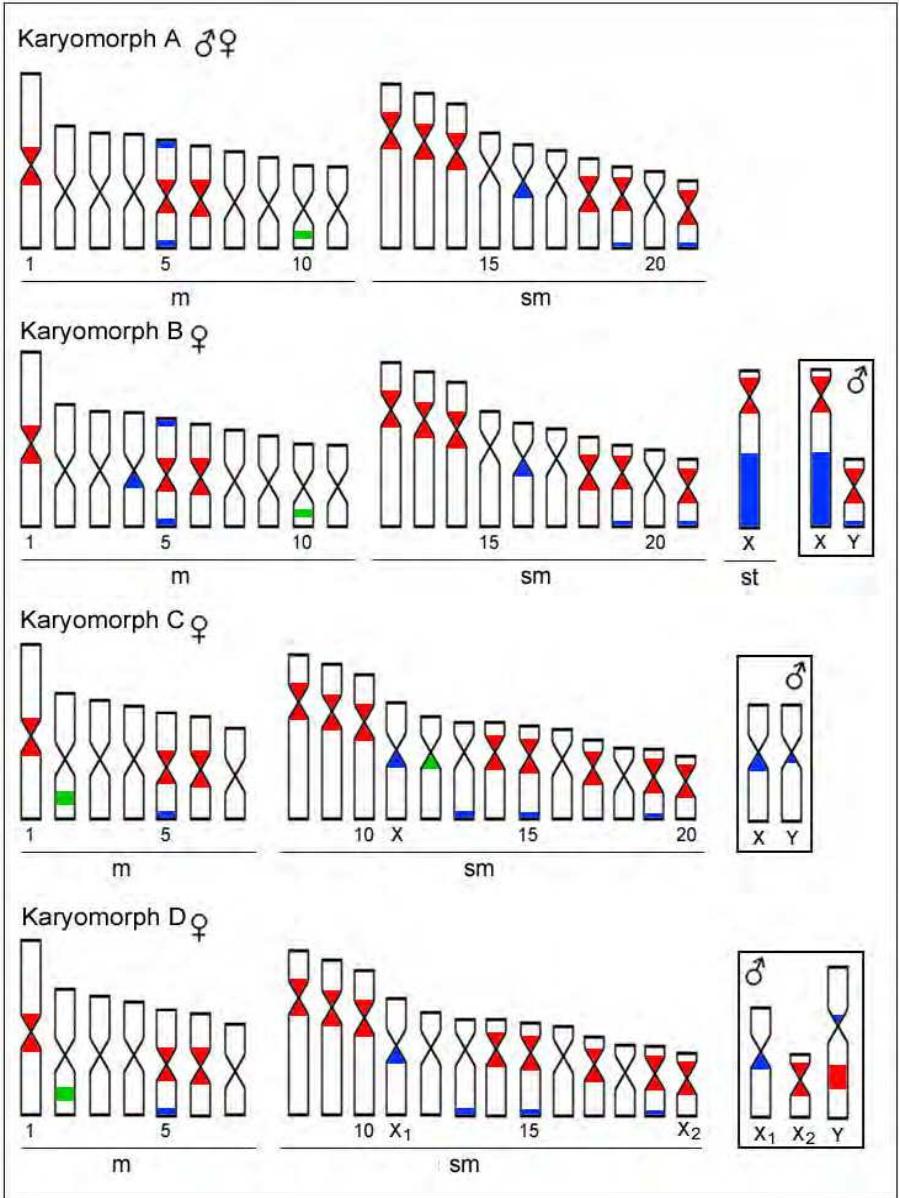 Karyomorph A ♂♀
1 5 10 15 20
m sm
Karyomorph B ♀
♂
1 5 10 15 20 X X Y
m sm st
Karyomorph C ♀
♂
1 5 10 X 15 20 X Y
m sm
Karyomorph D ♀
♂
1 5 10 X₁ 15 X₂ X₁ X₂ Y
m sm